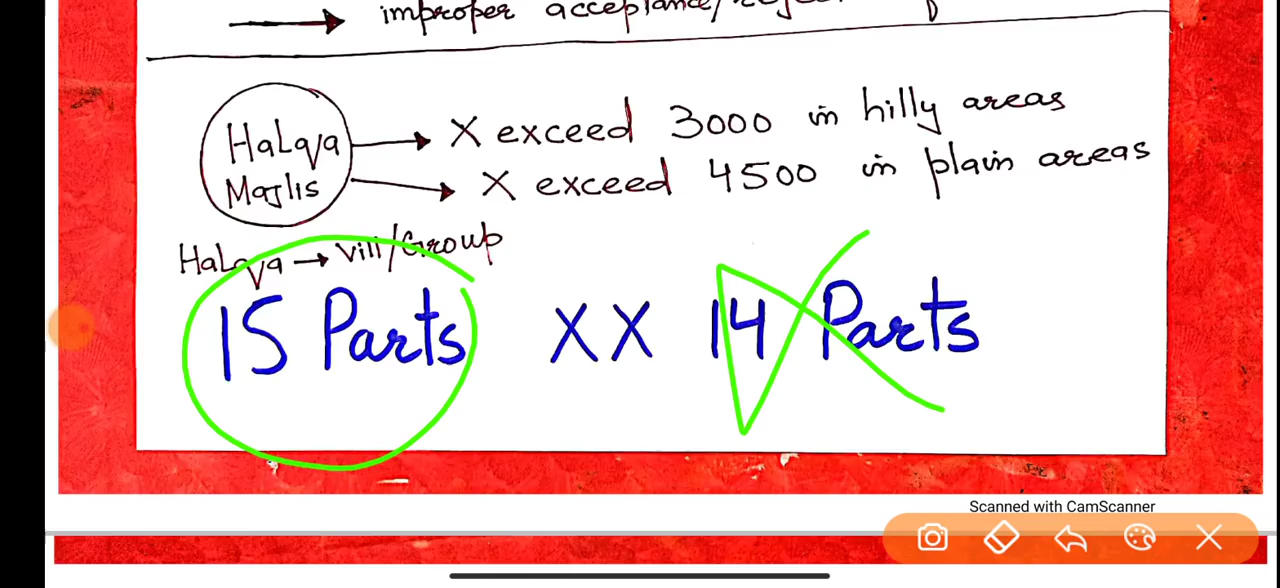 improper acceptance/
HaLqa
Majlis
X exceed 3000 in hilly areas
X exceed 4500 in plain areas
HaLqa → Vill/Group
15 Parts XX 14 Parts
Scanned with CamScanner